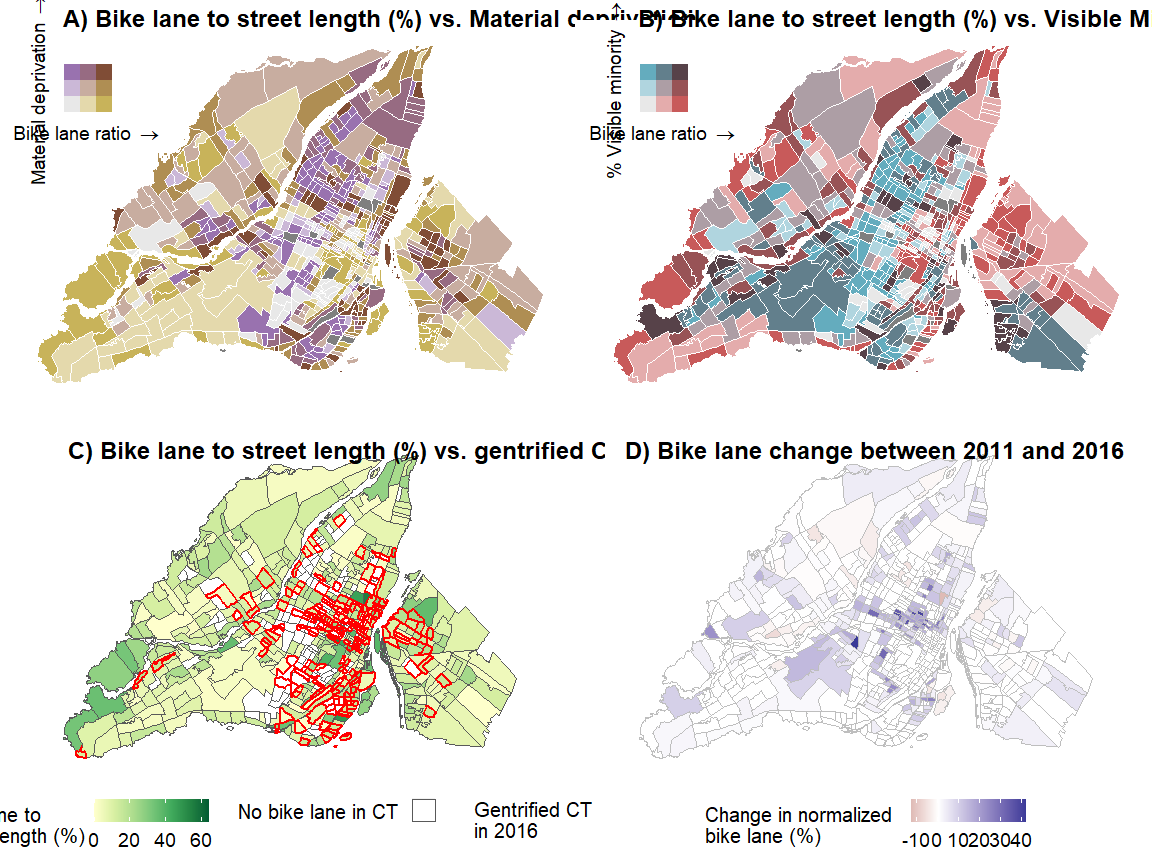 A) Bike lane to street length (%) vs. Material deprivation
Material deprivation →
Bike lane ratio →
B) Bike lane to street length (%) vs. Visible M
% Visible minority →
Bike lane ratio →
C) Bike lane to street length (%) vs. gentrified C
D) Bike lane change between 2011 and 2016
ne to
ength (%)
0 20 40 60
No bike lane in CT
Gentrified CT
in 2016
Change in normalized
bike lane (%)
-100 10203040